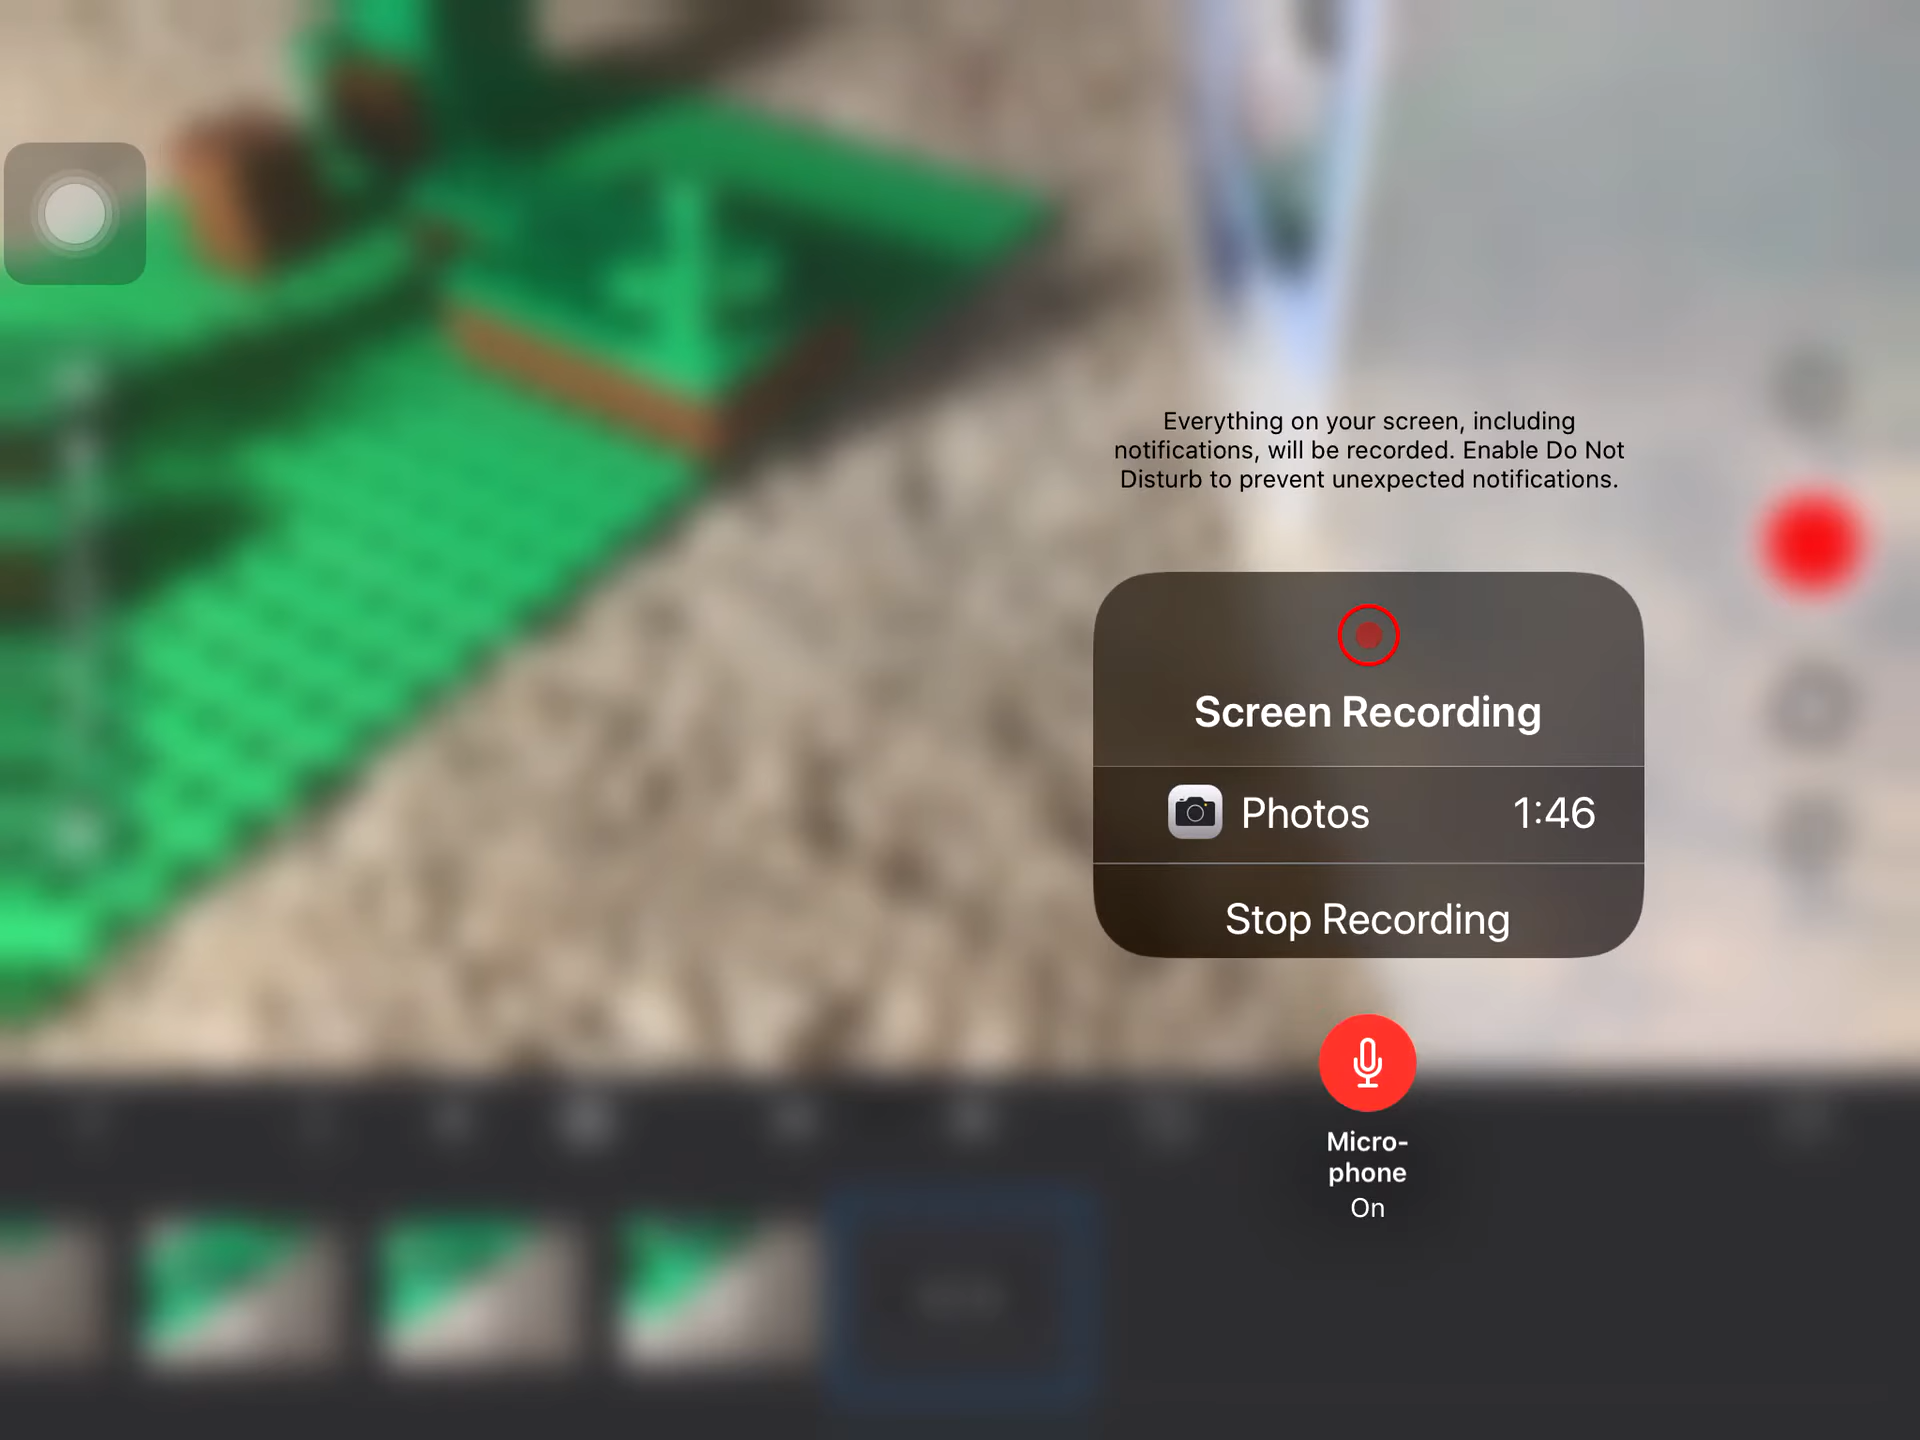 Everything on your screen, including
notifications, will be recorded. Enable Do Not
Disturb to prevent unexpected notifications.
Screen Recording
Photos 1:46
Stop Recording
Micro-
phone
On